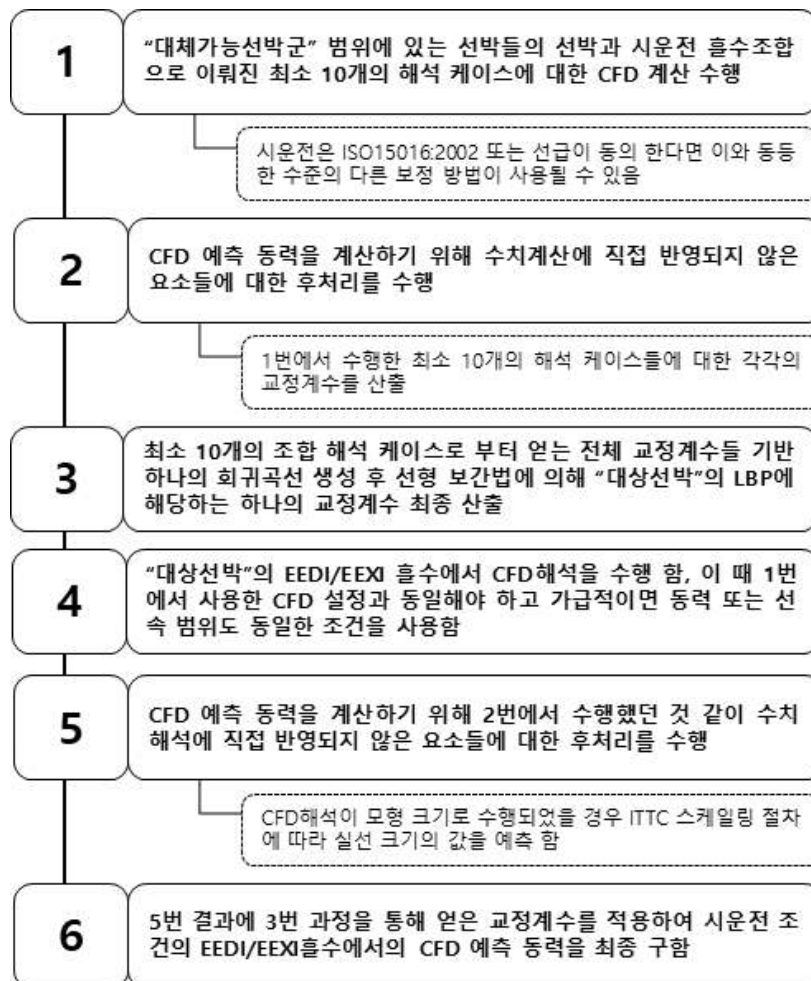 1
“대체가능선박군” 범위에 있는 선박들의 선박과 시운전 흘수조합
으로 이뤄진 최소 10개의 해석 케이스에 대한 CFD 계산 수행
시운전은 ISO15016:2002 또는 선급이 동의 한다면 이와 동등
한 수준의 다른 보정 방법이 사용될 수 있음
2
CFD 예측 동력을 계산하기 위해 수치계산에 직접 반영되지 않은
요소들에 대한 후처리를 수행
1번에서 수행한 최소 10개의 해석 케이스들에 대한 각각의
교정계수를 산출
3
최소 10개의 조합 해석 케이스로 부터 얻는 전체 교정계수들 기반
하나의 회귀곡선 생성 후 선형 보간법에 의해 “대상선박”의 LBP에
해당하는 하나의 교정계수 최종 산출
4
“대상선박”의 EEDI/EEXI 흘수에서 CFD해석을 수행 함, 이 때 1번
에서 사용한 CFD 설정과 동일해야 하고 가급적이면 동력 또는 선
속 범위도 동일한 조건을 사용함
5
CFD 예측 동력을 계산하기 위해 2번에서 수행했던 것 같이 수치
해석에 직접 반영되지 않은 요소들에 대한 후처리를 수행
CFD해석이 모형 크기로 수행되었을 경우 ITTC 스케일링 절차
에 따라 실선 크기의 값을 예측 함
6
5번 결과에 3번 과정을 통해 얻은 교정계수를 적용하여 시운전 조
건의 EEDI/EEXI흘수에서의 CFD 예측 동력을 최종 구함